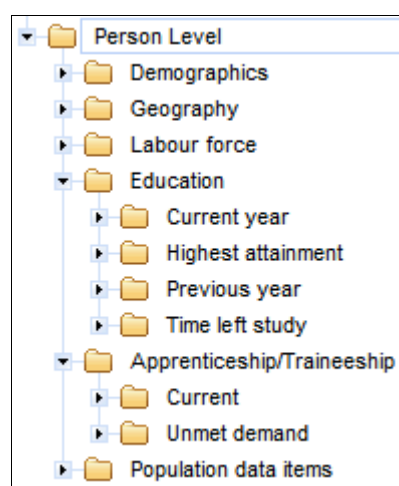 Person Level
Demographics
Geography
Labour force
Education
Current year
Highest attainment
Previous year
Time left study
Apprenticeship/Traineeship
Current
Unmet demand
Population data items